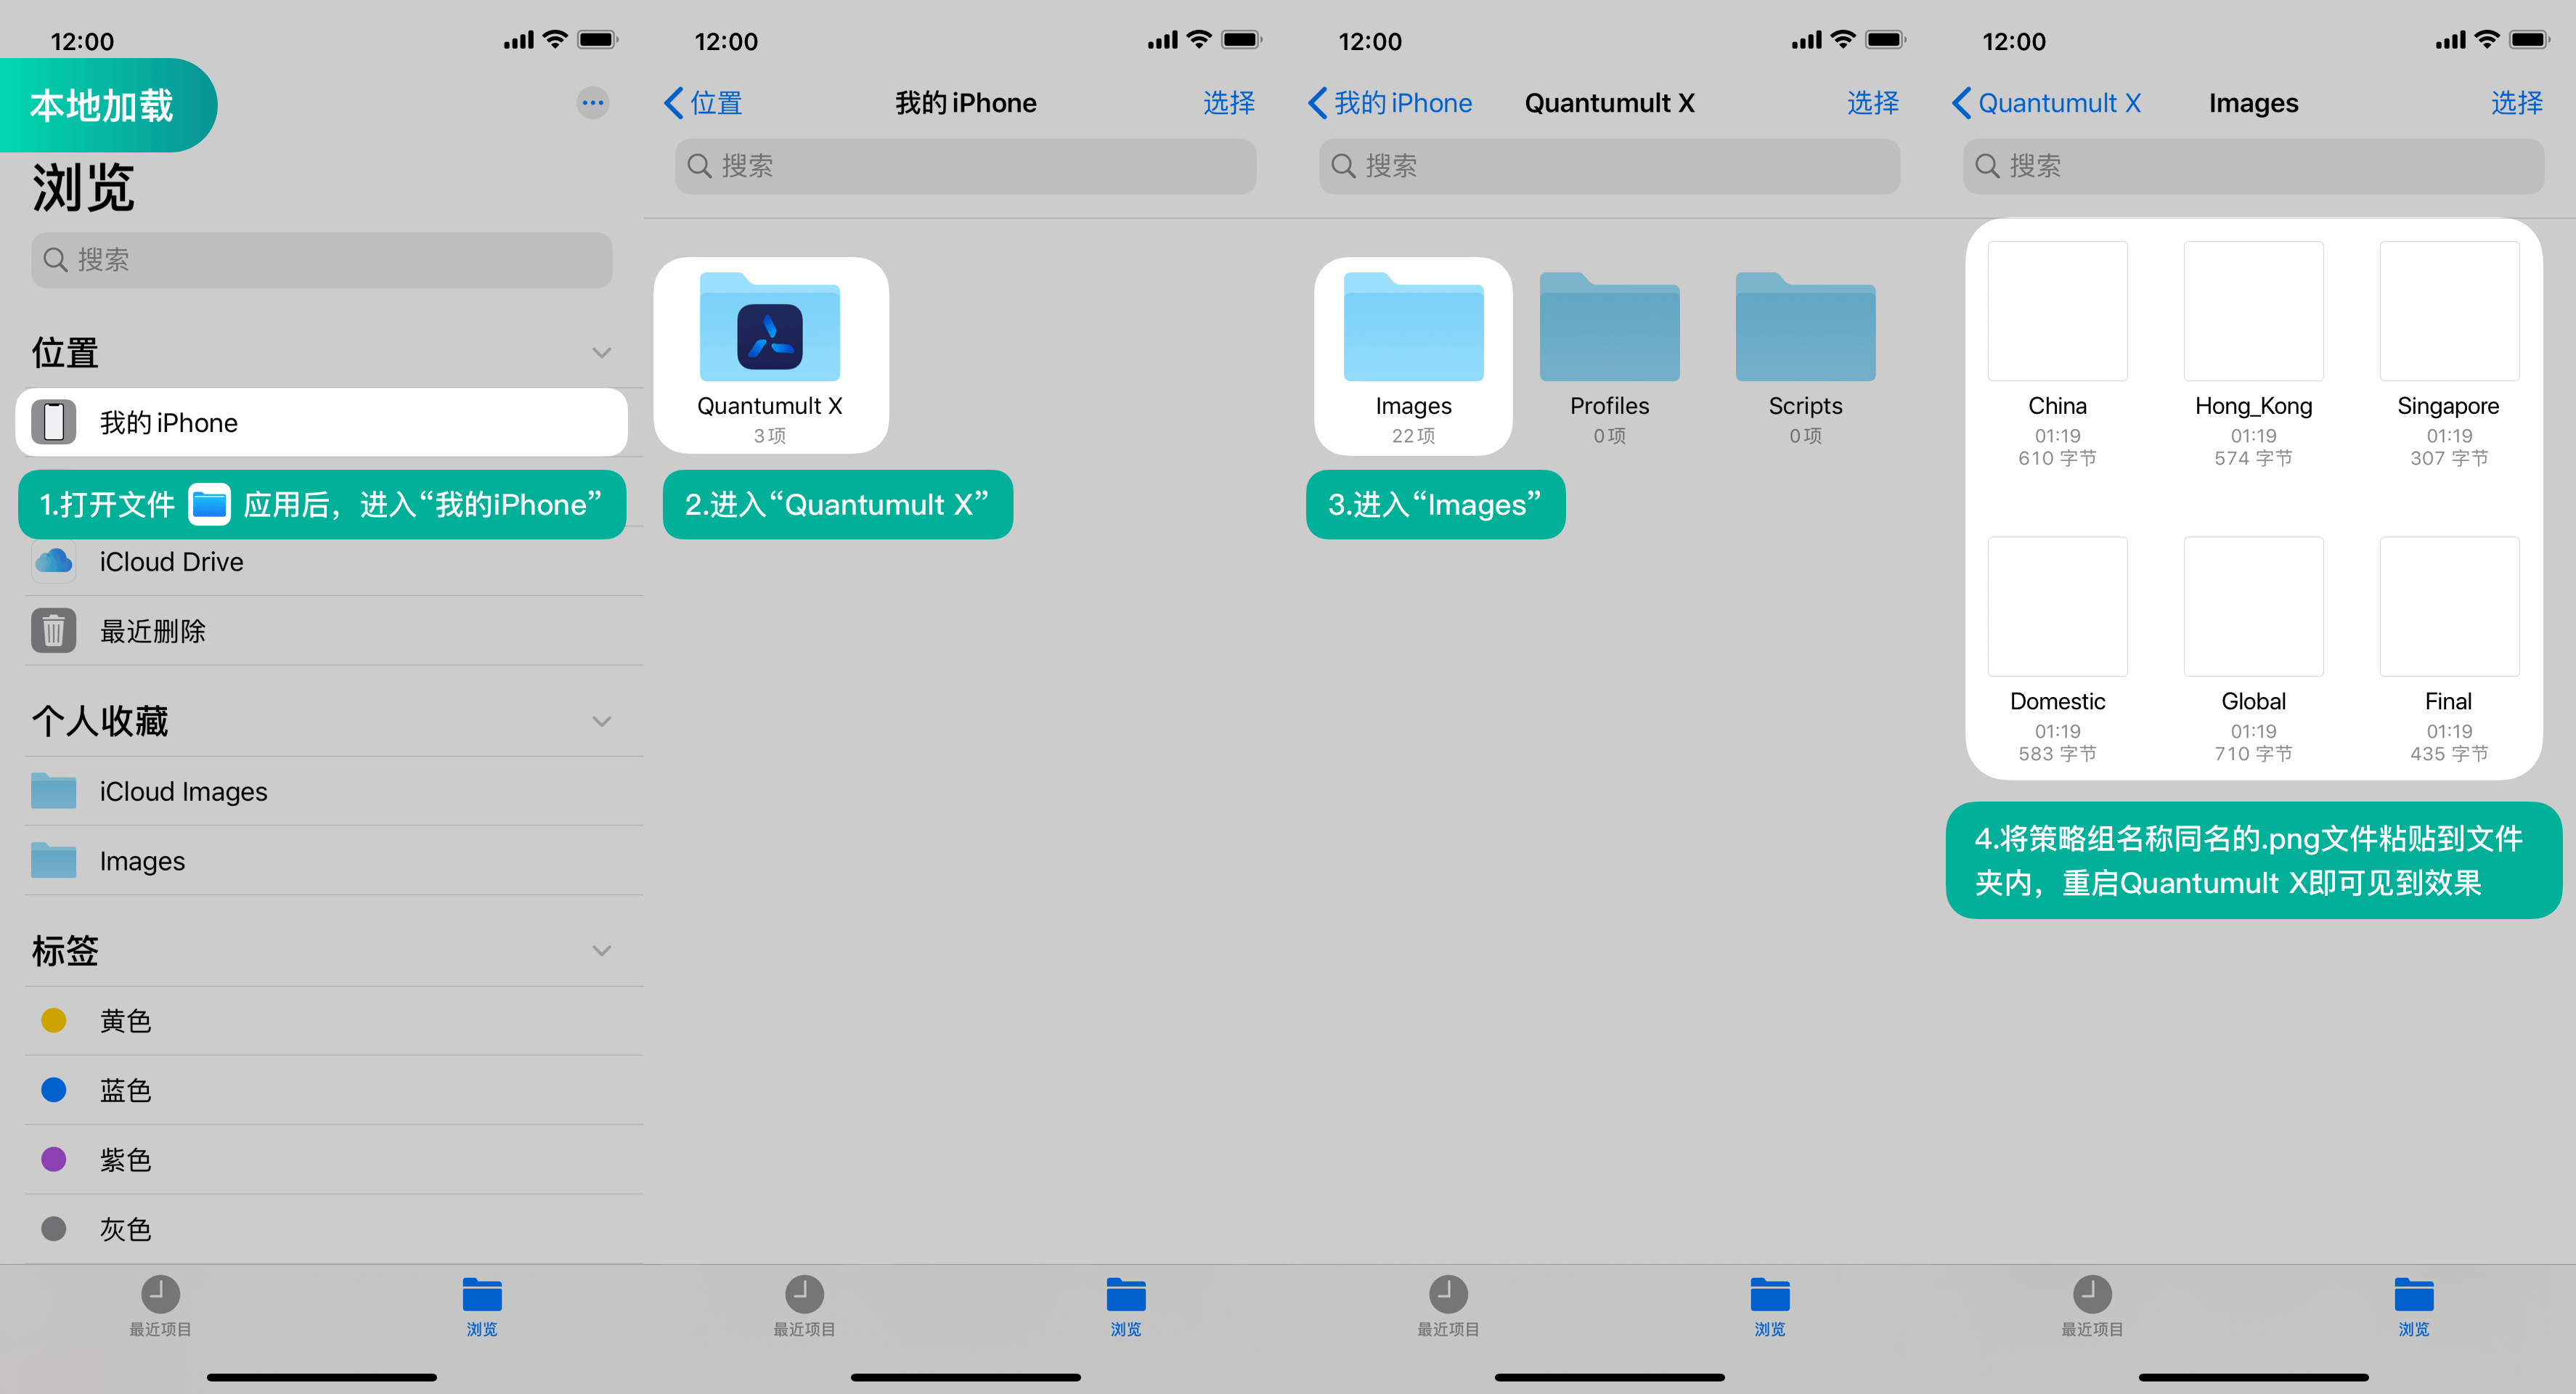 12:00
本地加载
浏览
搜索
位置
我的 iPhone
1.打开文件 应用后，进入“我的iPhone”
iCloud Drive
最近删除
个人收藏
iCloud Images
Images
标签
黄色
蓝色
紫色
灰色
最近项目
浏览
12:00
位置
我的 iPhone
选择
搜索
Quantumult X
3 项
2.进入“Quantumult X”
最近项目
浏览
12:00
我的 iPhone
Quantumult X
选择
搜索
Images
22 项
Profiles
0 项
Scripts
0 项
3.进入“Images”
最近项目
浏览
12:00
Quantumult X
Images
选择
搜索
China
01:19
610 字节
Hong_Kong
01:19
574 字节
Singapore
01:19
307 字节
Domestic
01:19
583 字节
Global
01:19
710 字节
Final
01:19
435 字节
4.将策略组名称同名的.png文件粘贴到文件
夹内，重启Quantumult X即可见到效果
最近项目
浏览